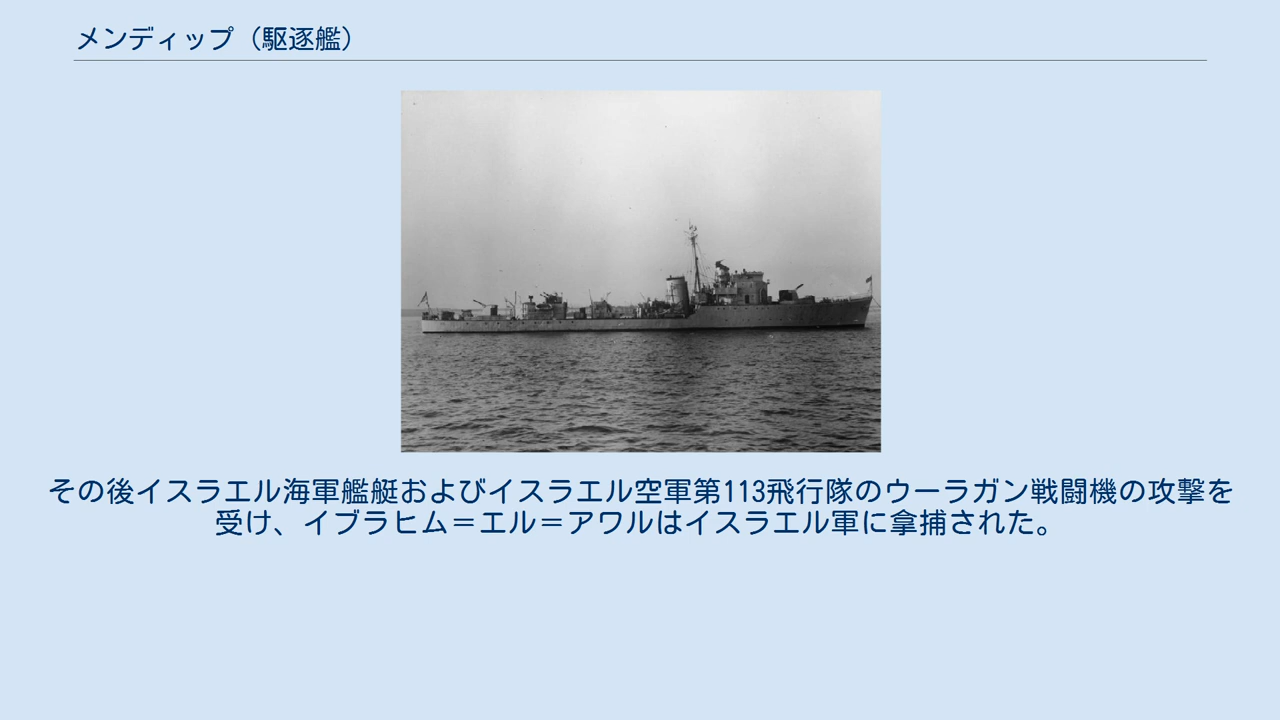 メンディップ（駆逐艦）
その後イスラエル海軍艦艇およびイスラエル空軍第113飛行隊のウーラガン戦闘機の攻撃を
受け、イブラヒム＝エル＝アワルはイスラエル軍に拿捕された。